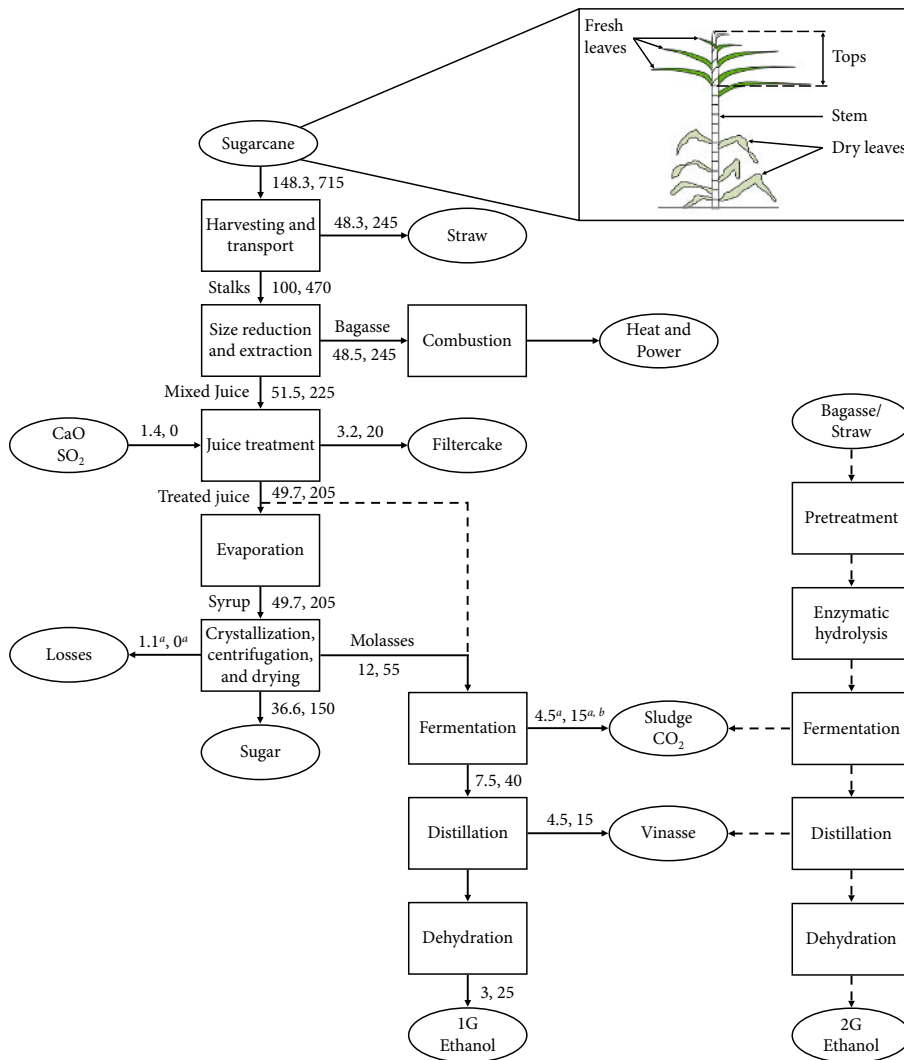 Fresh
leaves
Tops
Stem
Dry leaves
Sugarcane
148.3, 715
Harvesting and
transport
48.3, 245
Straw
Stalks
100, 470
Size reduction
and extraction
Bagasse
48.5, 245
Combustion
Heat and
Power
Mixed Juice
51.5, 225
CaO
SO₂
1.4, 0
Juice treatment
3.2, 20
Filtercake
Bagasse/
Straw
Treated juice
49.7, 205
Pretreatment
Evaporation
Syrup
49.7, 205
Enzymatic
hydrolysis
Losses
1.1ᵃ, 0ᵃ
Crystallization,
centrifugation,
and drying
Molasses
12, 55
36.6, 150
Sugar
Fermentation
4.5ᵃ, 15ᵃ, ᵇ
Sludge
CO₂
Fermentation
7.5, 40
Distillation
4.5, 15
Vinasse
Distillation
Dehydration
Dehydration
3, 25
1G
Ethanol
2G
Ethanol